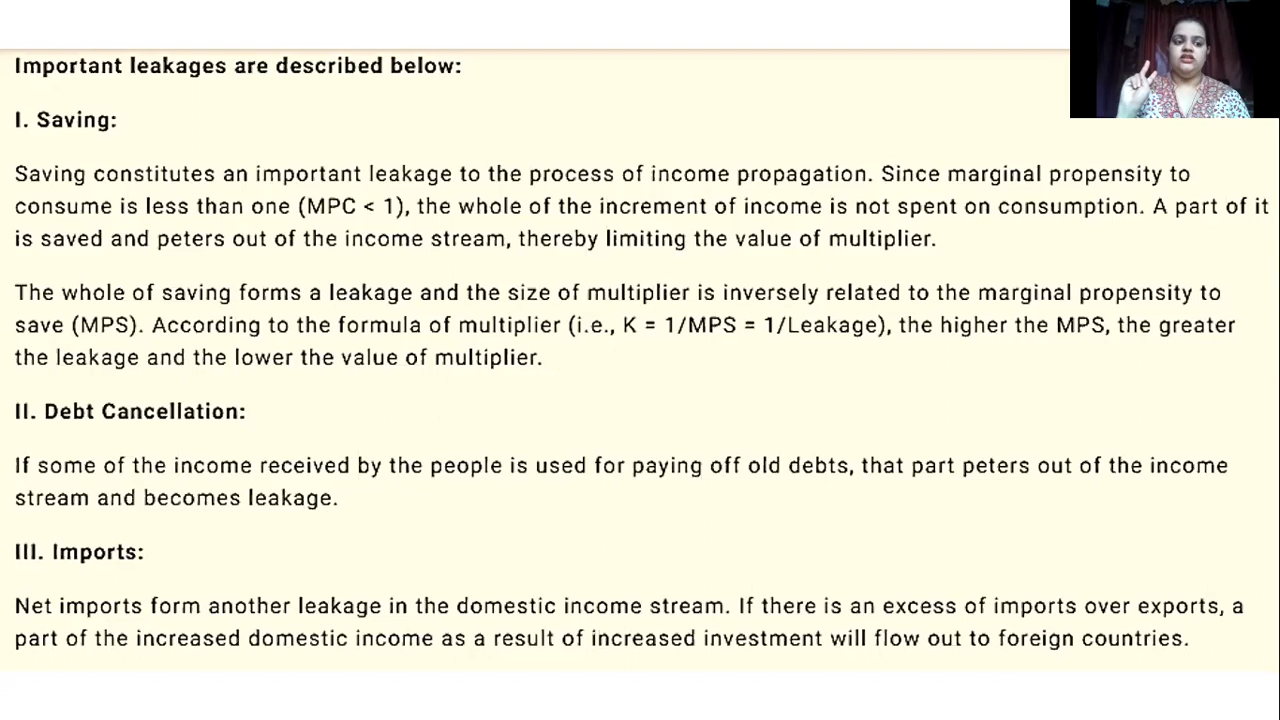 Important leakages are described below:
I. Saving:
Saving constitutes an important leakage to the process of income propagation. Since marginal propensity to
consume is less than one (MPC < 1), the whole of the increment of income is not spent on consumption. A part of it
is saved and peters out of the income stream, thereby limiting the value of multiplier.
The whole of saving forms a leakage and the size of multiplier is inversely related to the marginal propensity to
save (MPS). According to the formula of multiplier (i.e., K = 1/MPS = 1/Leakage), the higher the MPS, the greater
the leakage and the lower the value of multiplier.
II. Debt Cancellation:
If some of the income received by the people is used for paying off old debts, that part peters out of the income
stream and becomes leakage.
III. Imports:
Net imports form another leakage in the domestic income stream. If there is an excess of imports over exports, a
part of the increased domestic income as a result of increased investment will flow out to foreign countries.